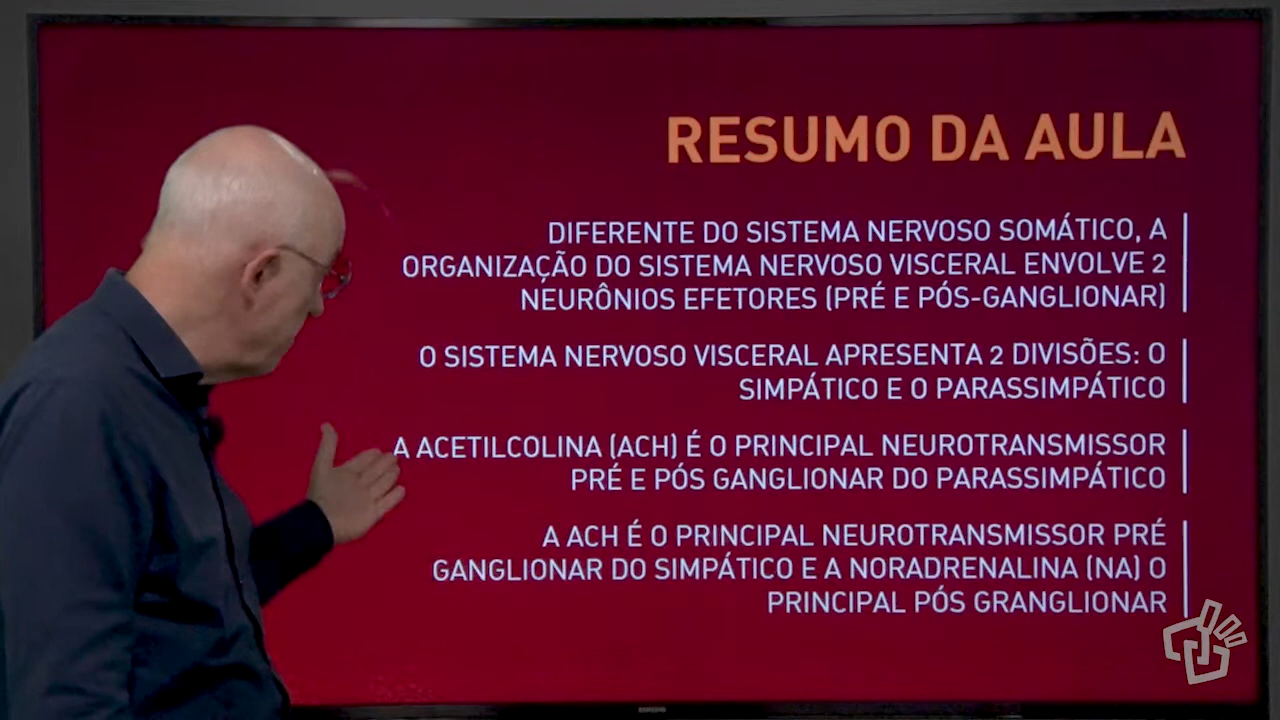 RESUMO DA AULA
DIFERENTE DO SISTEMA NERVOSO SOMÁTICO, A
ORGANIZAÇÃO DO SISTEMA NERVOSO VISCERAL ENVOLVE 2
NEURÔNIOS EFETORES (PRÉ E PÓS-GANGLIONAR)
O SISTEMA NERVOSO VISCERAL APRESENTA 2 DIVISÕES: O
SIMPÁTICO E O PARASSIMPÁTICO
A ACETILCOLINA (ACH) É O PRINCIPAL NEUROTRANSMISSOR
PRÉ E PÓS GANGLIONAR DO PARASSIMPÁTICO
A ACH É O PRINCIPAL NEUROTRANSMISSOR PRÉ
GANGLIONAR DO SIMPÁTICO E A NORADRENALINA (NA) O
PRINCIPAL PÓS GRANGLIONAR
SAMSUNG